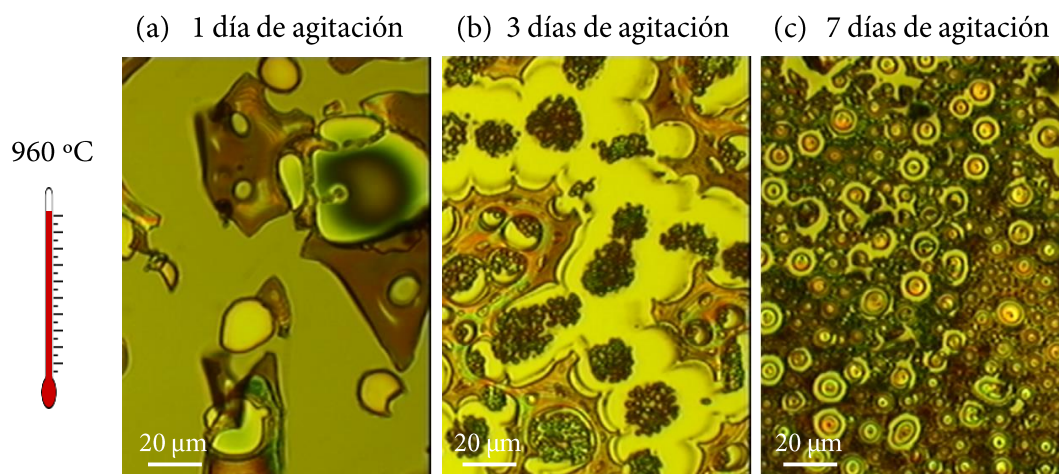 (a) 1 día de agitación
(b) 3 días de agitación
(c) 7 días de agitación
960 ºC
20 µm
20 µm
20 µm